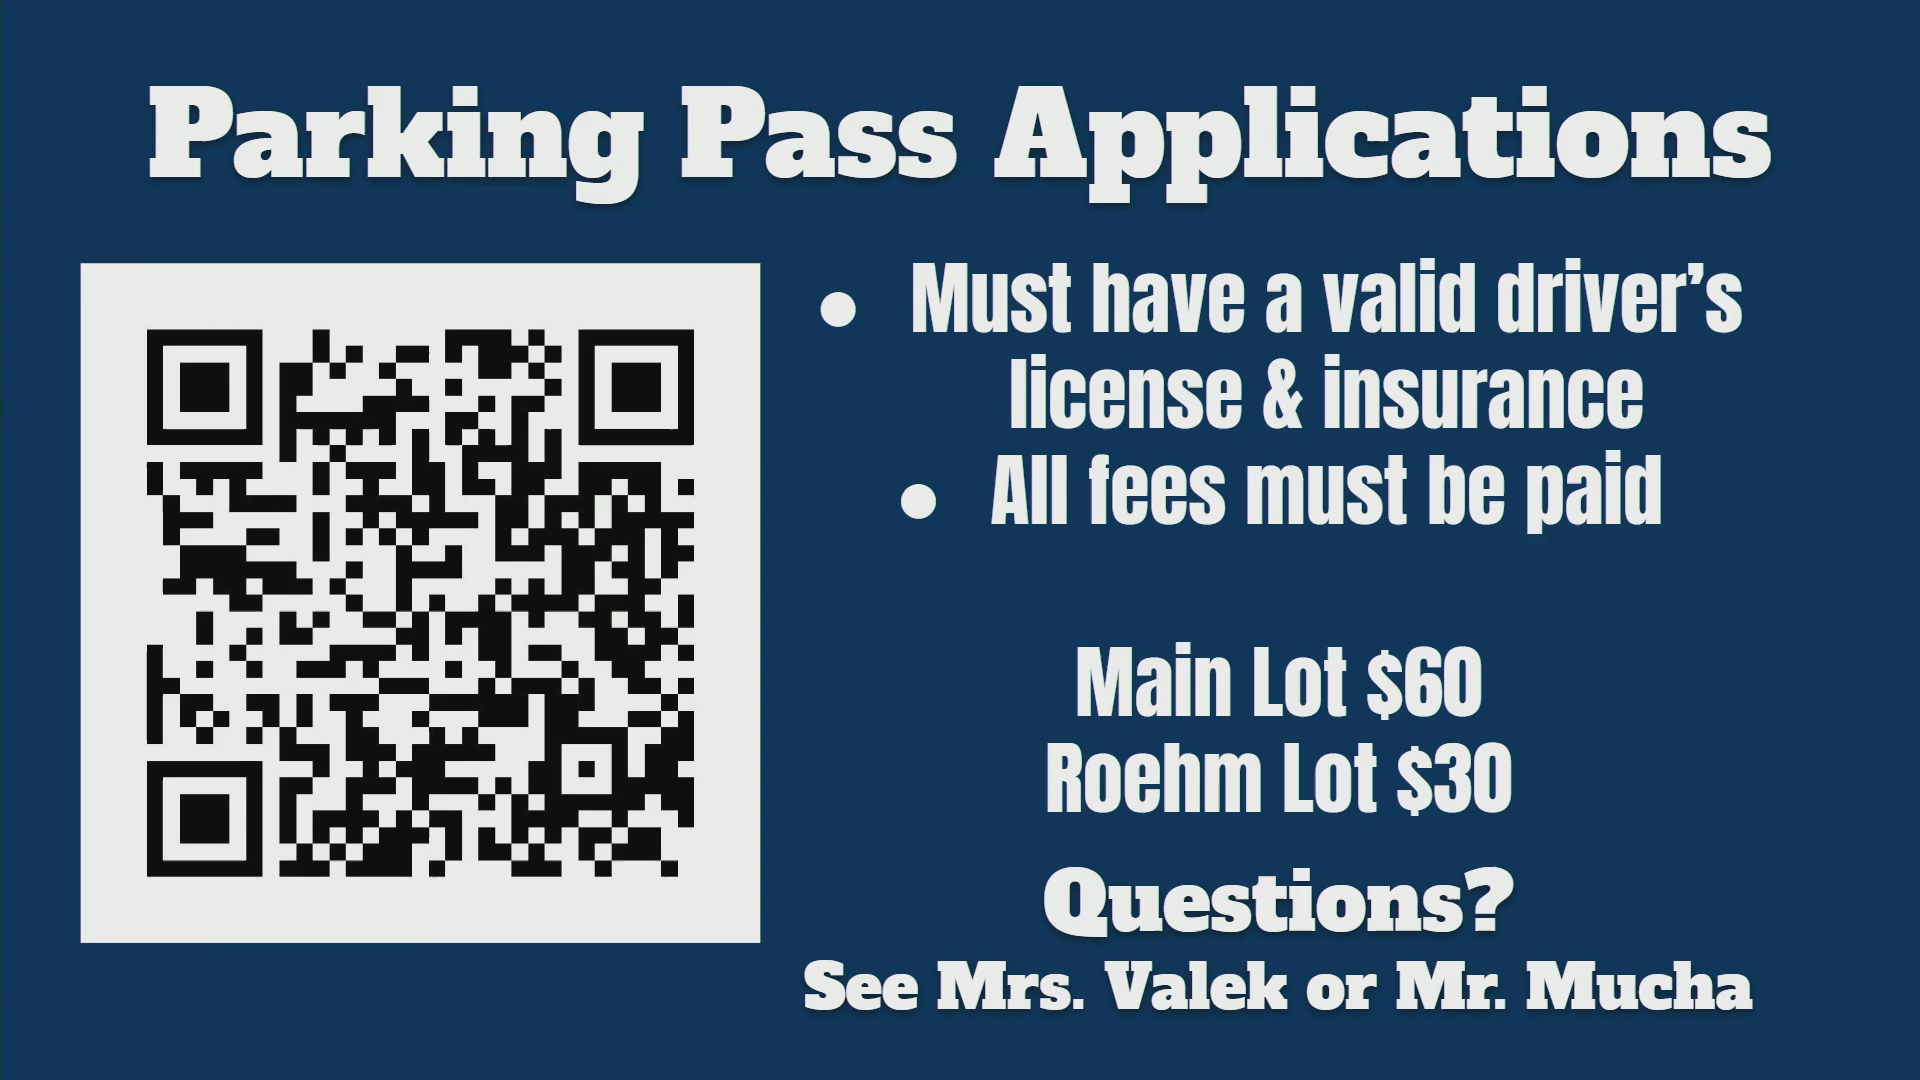 Parking Pass Applications
● Must have a valid driver’s
license & insurance
● All fees must be paid
Main Lot $60
Roehm Lot $30
Questions?
See Mrs. Valek or Mr. Mucha